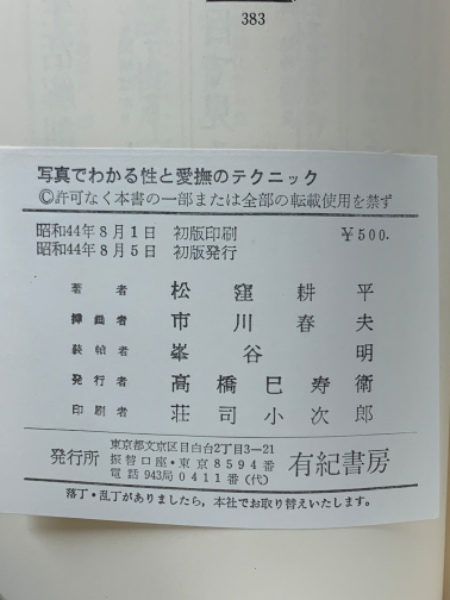 383
写真でわかる性と愛撫のテクニック
©許可なく本書の一部または全部の転載使用を禁ず
昭和44年8月1日 初版印刷 ¥500.
昭和44年8月5日 初版発行
著者 松窪耕平
挿画者 市川春夫
装幀者 峯谷明
発行者 高橋巳寿衛
印刷者 荘司小次郎
発行所 東京都文京区目白台2丁目3—21
振替口座・東京8594番
電話 943局0411番(代)
有紀書房
落丁・乱丁がありましたら,本社でお取り替えいたします。